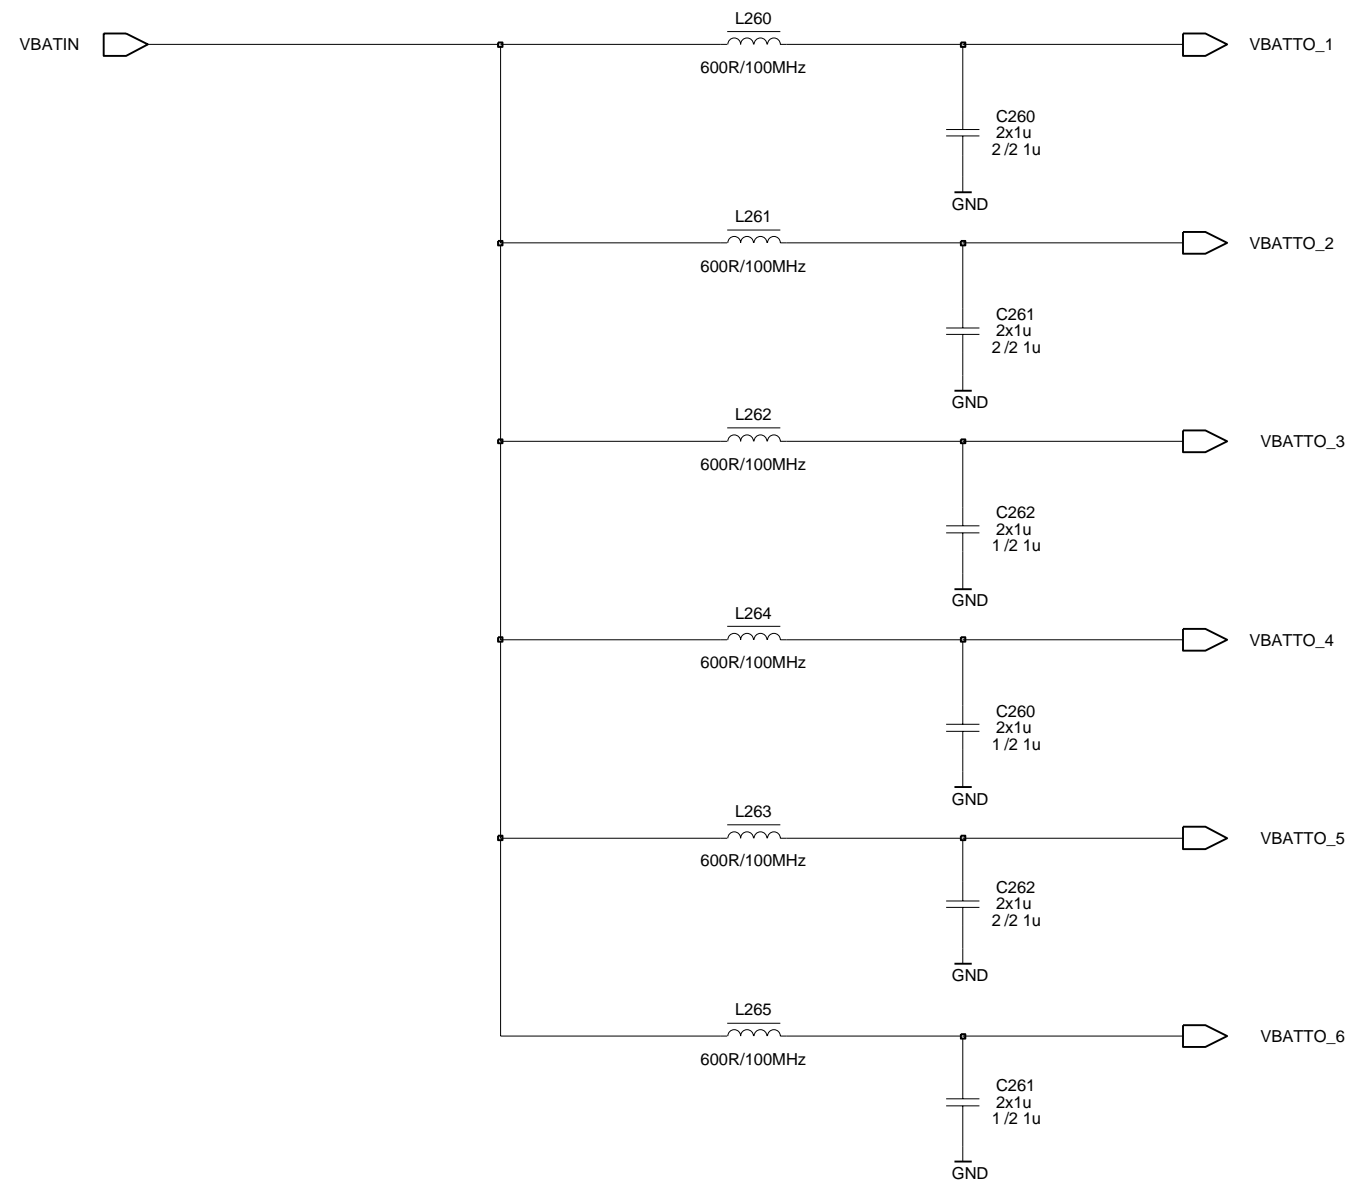 L260
VBATIN
VBATTO_1
600R/100MHz
C260
2x1u
2 /2 1u
GND
L261
VBATTO_2
600R/100MHz
C261
2x1u
2 /2 1u
GND
L262
VBATTO_3
600R/100MHz
C262
2x1u
1 /2 1u
GND
L264
VBATTO_4
600R/100MHz
C260
2x1u
1 /2 1u
GND
L263
VBATTO_5
600R/100MHz
C262
2x1u
2 /2 1u
GND
L265
VBATTO_6
600R/100MHz
C261
2x1u
1 /2 1u
GND